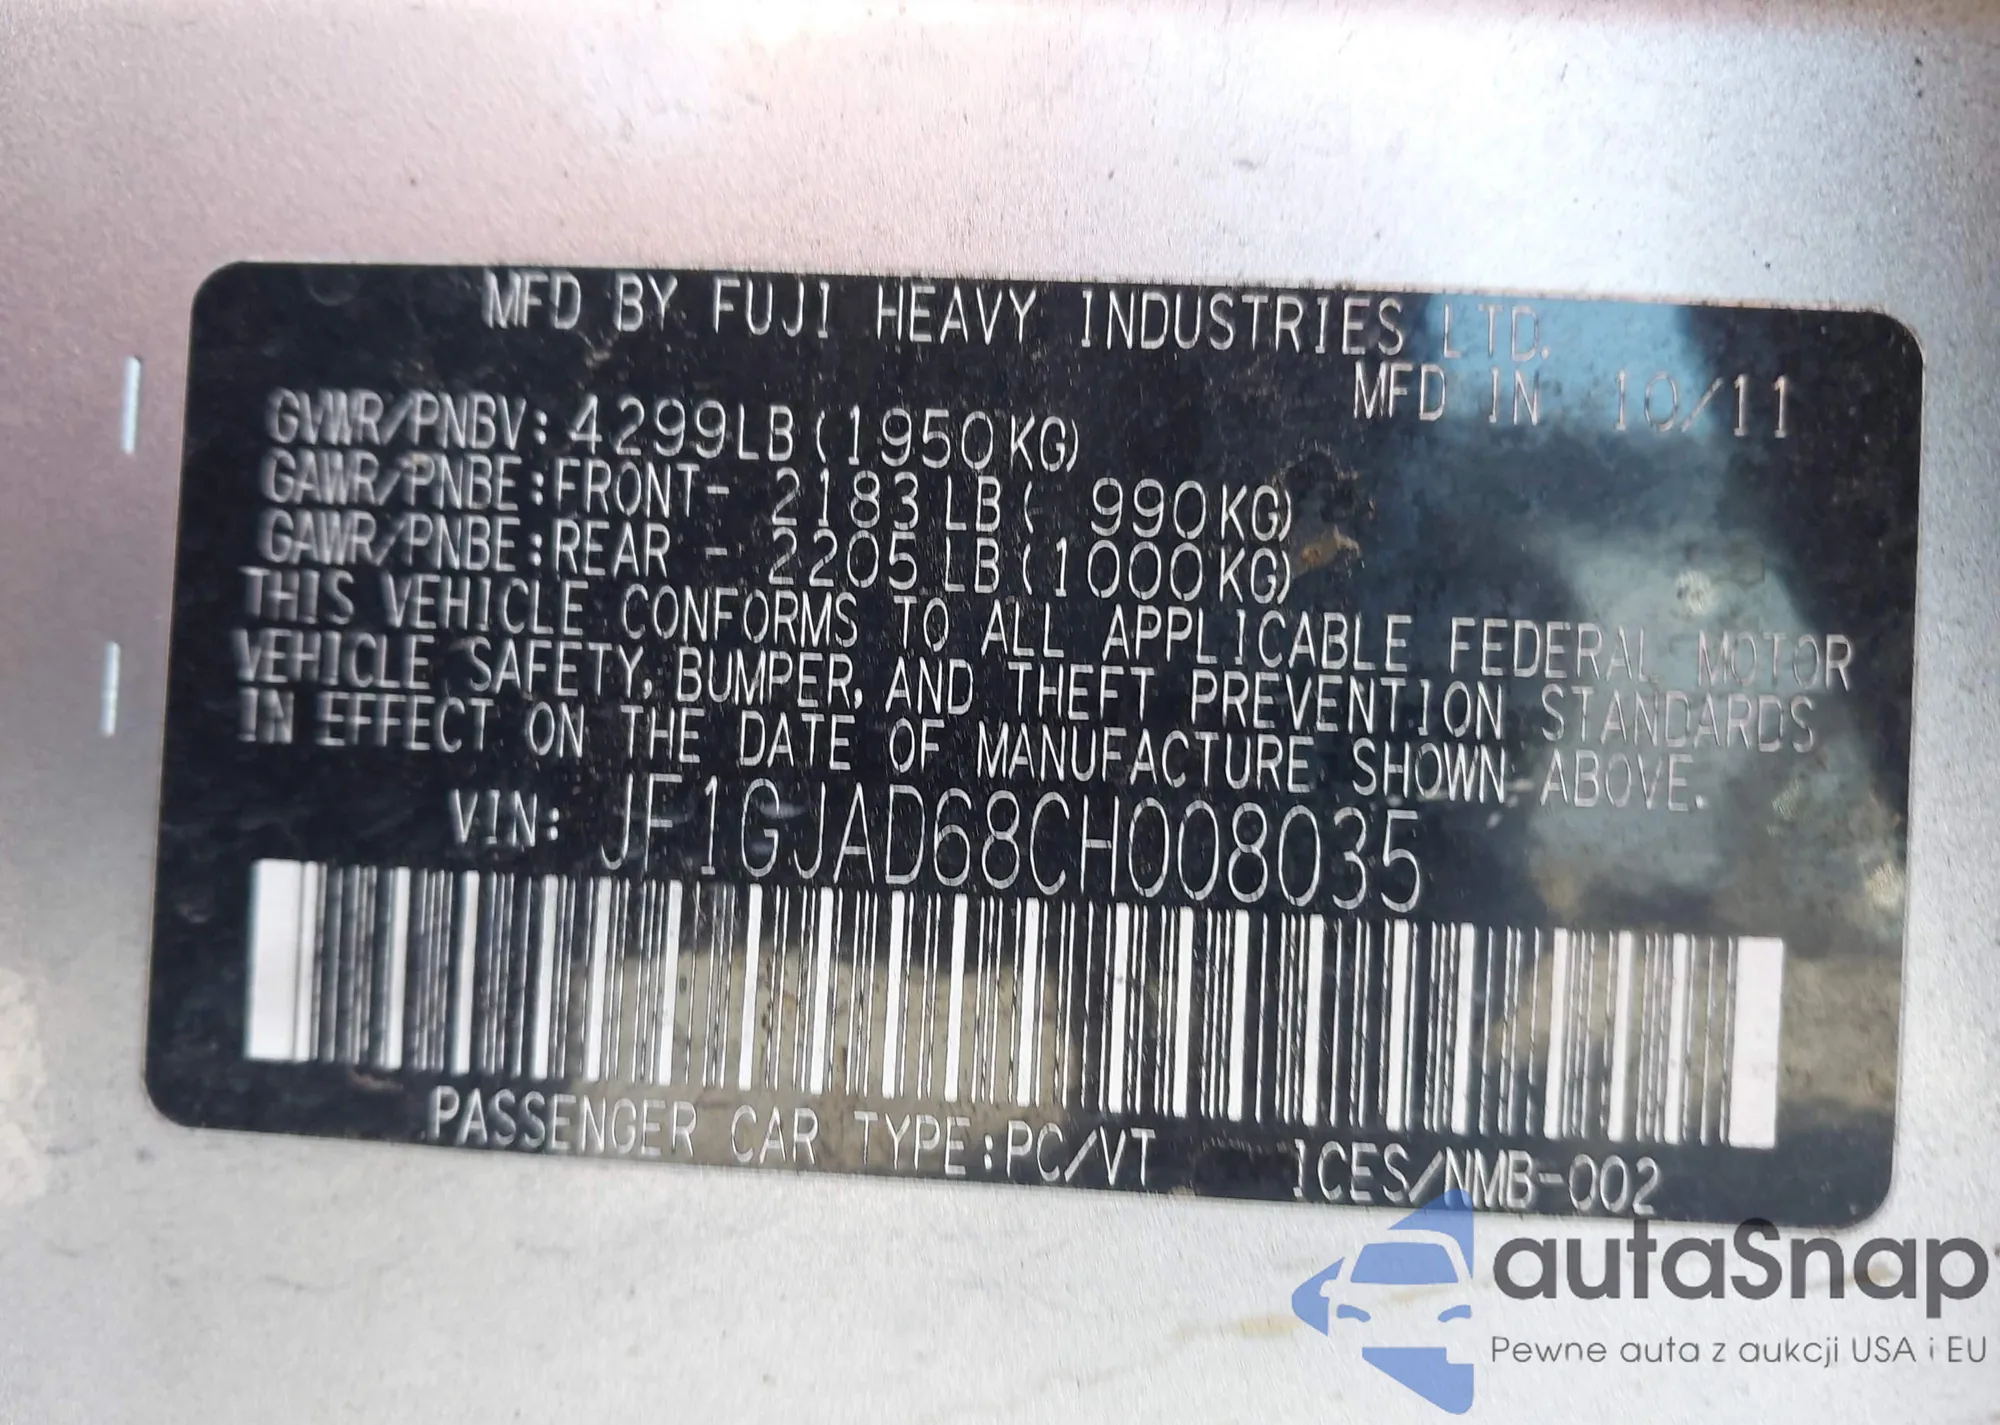 MFD BY FUJI HEAVY INDUSTRIES LTD.
MFD IN 10/11
GVWR/PNBV: 4299LB (1950KG)
GAWR/PNBE:FRONT- 2183LB( 990KG)
GAWR/PNBE:REAR - 2205LB(1000KG)
THIS VEHICLE CONFORMS TO ALL APPLICABLE FEDERAL MOTOR
VEHICLE SAFETY, BUMPER, AND THEFT PREVENTION STANDARDS
IN EFFECT ON THE DATE OF MANUFACTURE SHOWN ABOVE.
VIN: JF1GJAD68CH008035
PASSENGER CAR TYPE:PC/VT ICES/NMB-002
autaSnap
Pewne auta z aukcji USA i EU